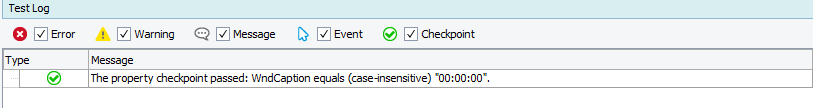 Test Log
Error Warning Message Event Checkpoint
Type Message
The property checkpoint passed: WndCaption equals (case-insensitive) "00:00:00".